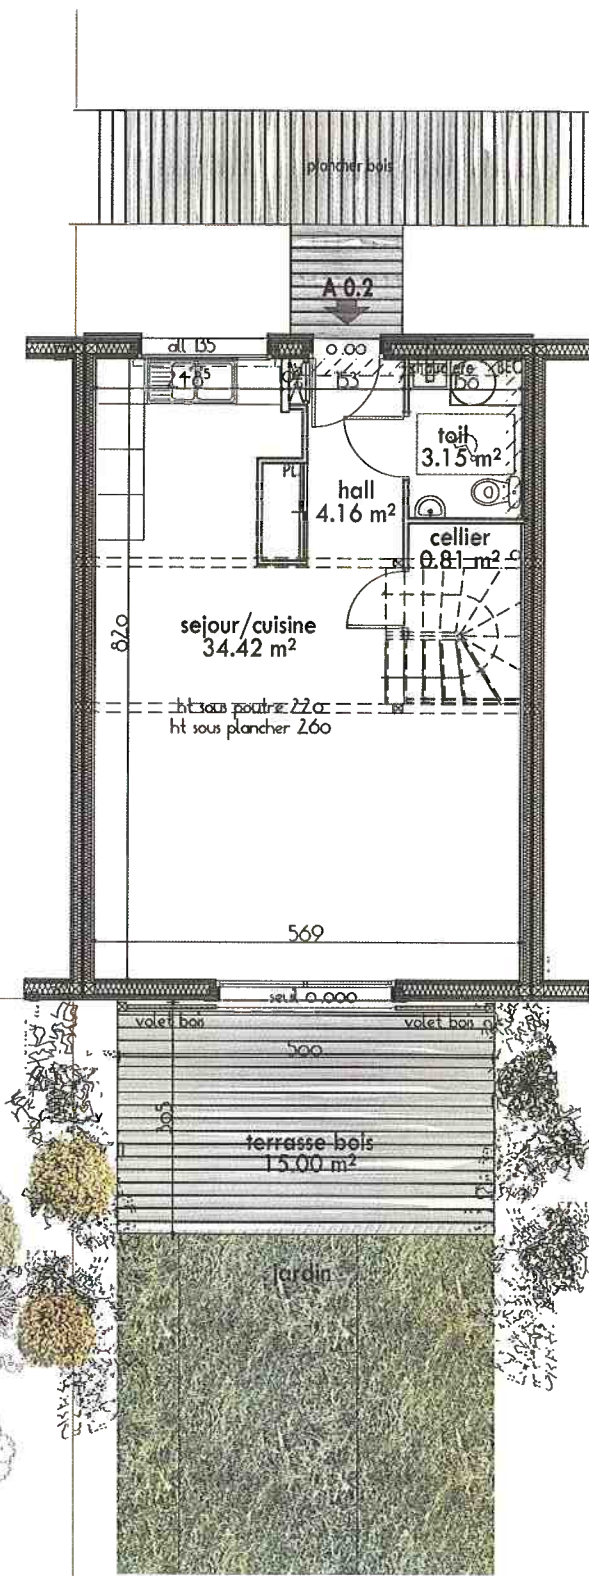 plancher bois
A 0.2
all 135
0.00
153
150
toil
3.15 m²
PL
hall
4.16 m²
cellier
0.81 m²
sejour/cuisine
34.42 m²
820
ht sous poutre 220
ht sous plancher 260
569
seuil 0.000
volet bois
volet bois
500
305
terrasse bois
15.00 m²
jardin